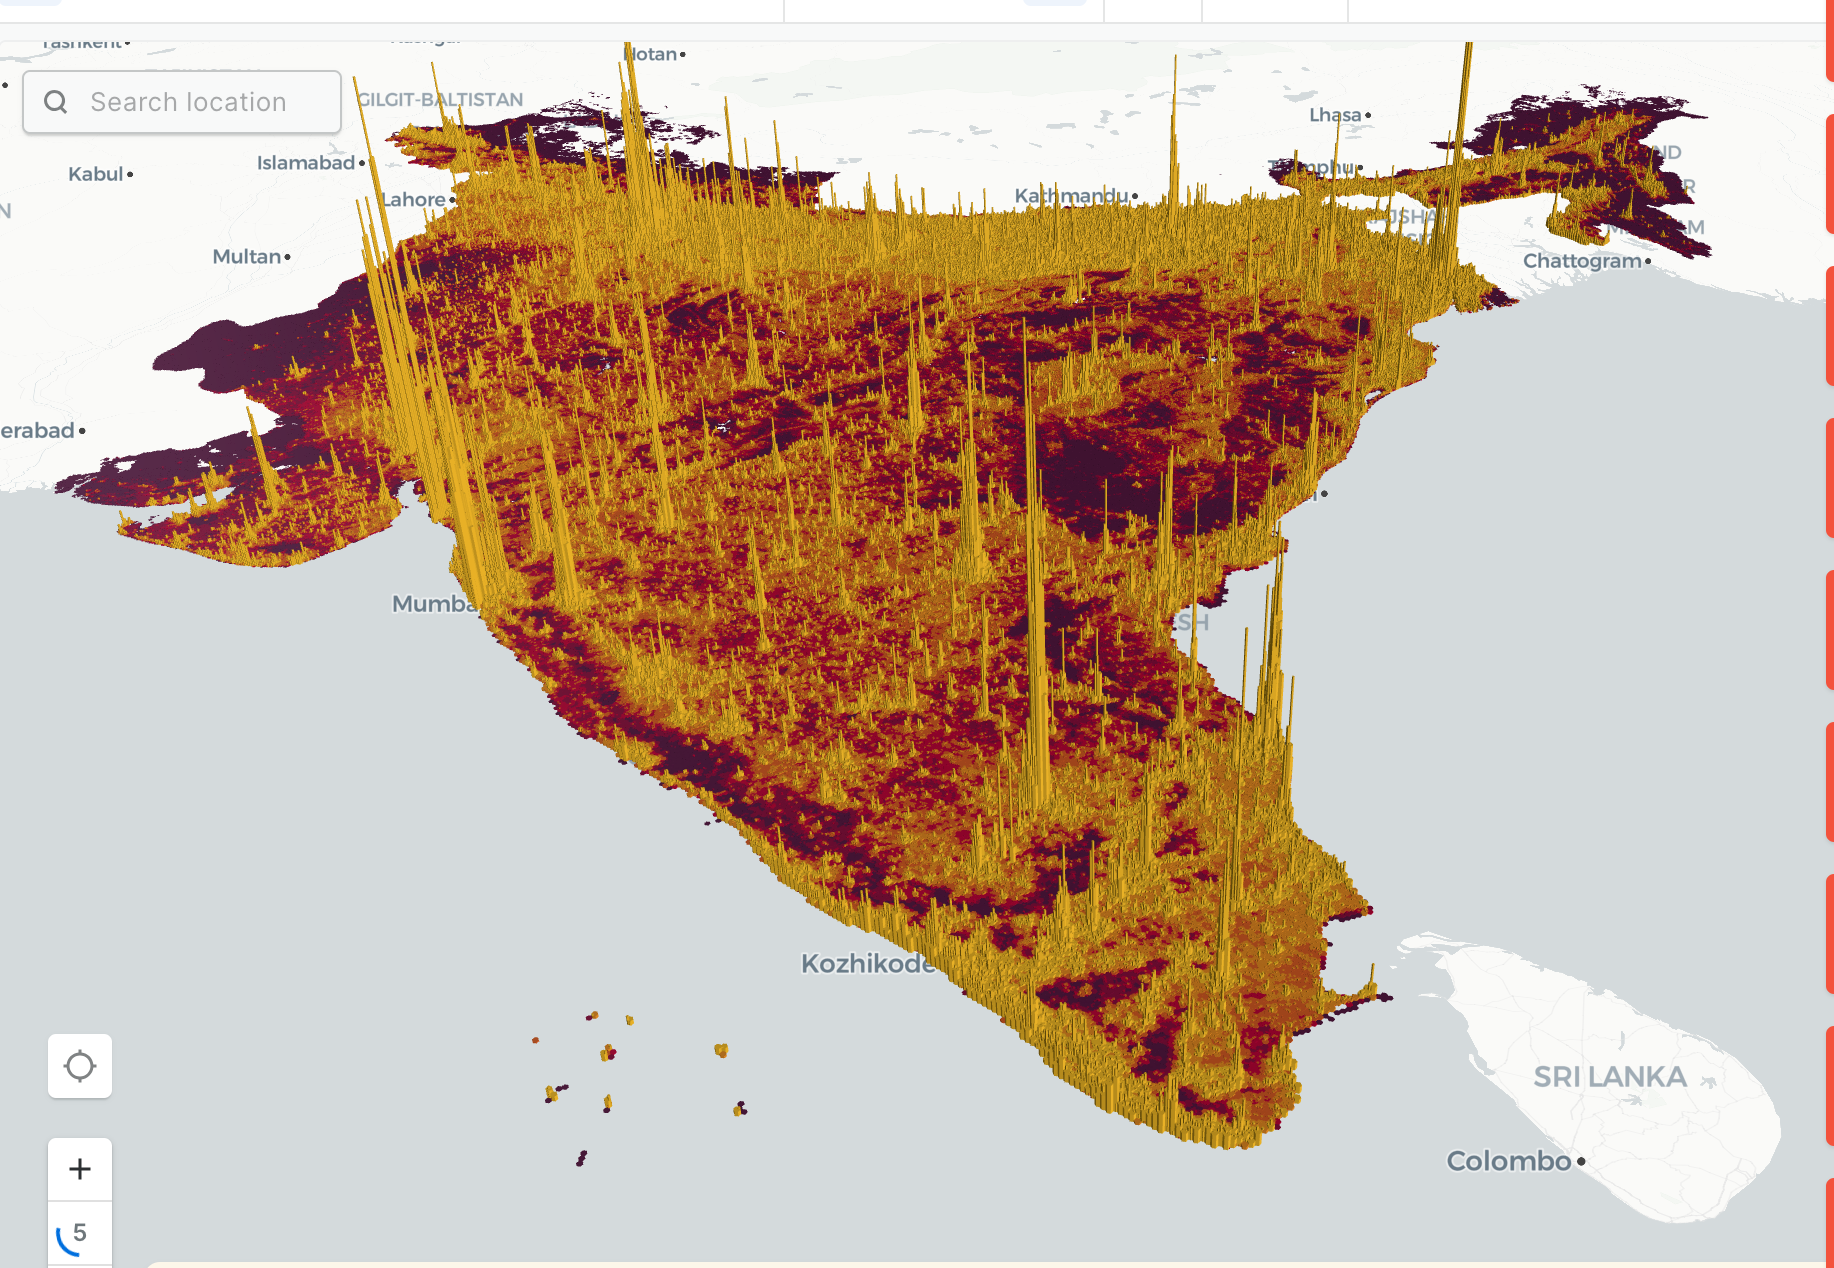 Tashkent
Hotan
Search location
GILGIT-BALTISTAN
Lhasa
Islamabad
Kabul
Thimphu
Kathmandu
Lahore
Multan
Chattogram
erabad
Mumba
SH
Kozhikode
SRI LANKA
Colombo
+
5